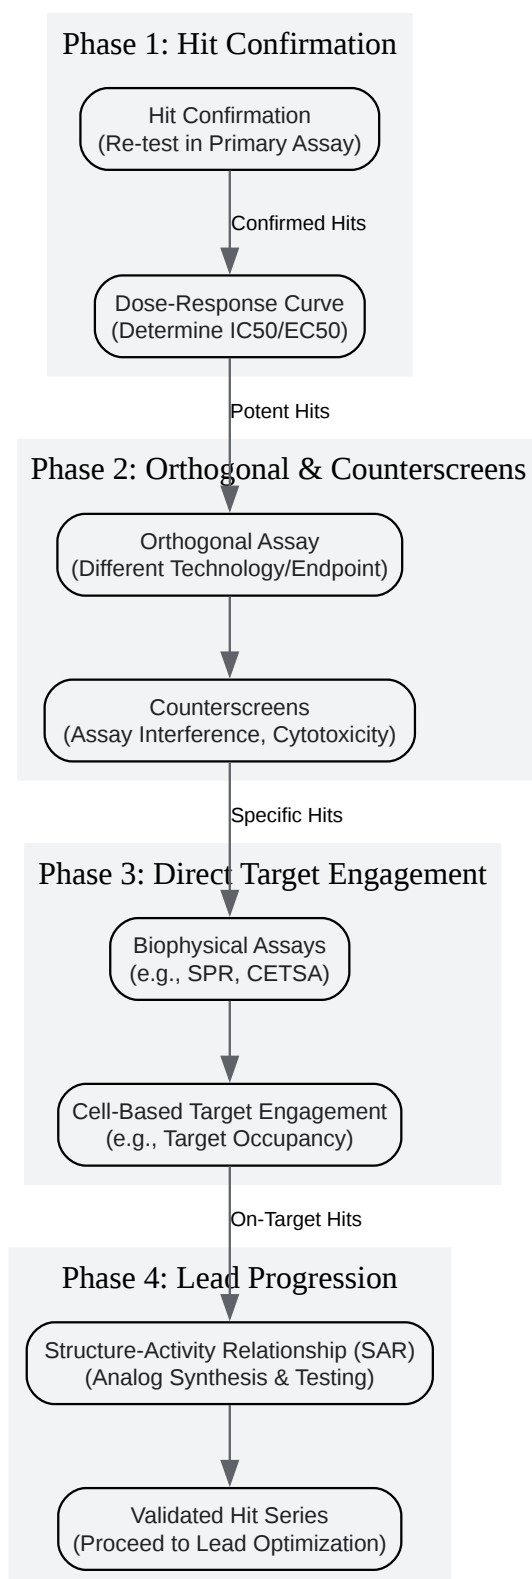 Phase 1: Hit Confirmation
Hit Confirmation
(Re-test in Primary Assay)
Confirmed Hits
Dose-Response Curve
(Determine IC50/EC50)
Potent Hits
Phase 2: Orthogonal & Counterscreens
Orthogonal Assay
(Different Technology/Endpoint)
Counterscreens
(Assay Interference, Cytotoxicity)
Specific Hits
Phase 3: Direct Target Engagement
Biophysical Assays
(e.g., SPR, CETSA)
Cell-Based Target Engagement
(e.g., Target Occupancy)
On-Target Hits
Phase 4: Lead Progression
Structure-Activity Relationship (SAR)
(Analog Synthesis & Testing)
Validated Hit Series
(Proceed to Lead Optimization)